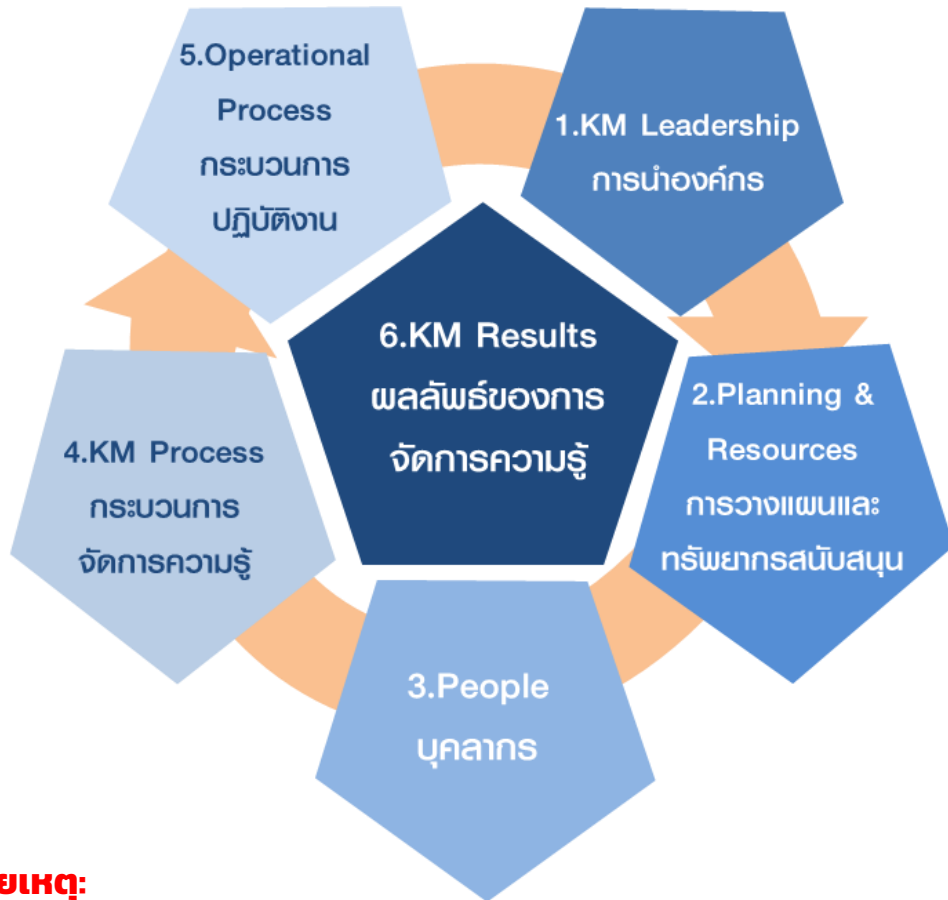 1.KM Leadership
การนำองค์กร
2.Planning &
Resources
การวางแผนและ
ทรัพยากรสนับสนุน
3.People
บุคลากร
4.KM Process
กระบวนการ
จัดการความรู้
5.Operational
Process
กระบวนการ
ปฏิบัติงาน
6.KM Results
ผลลัพธ์ของการ
จัดการความรู้
ยเหตุ: